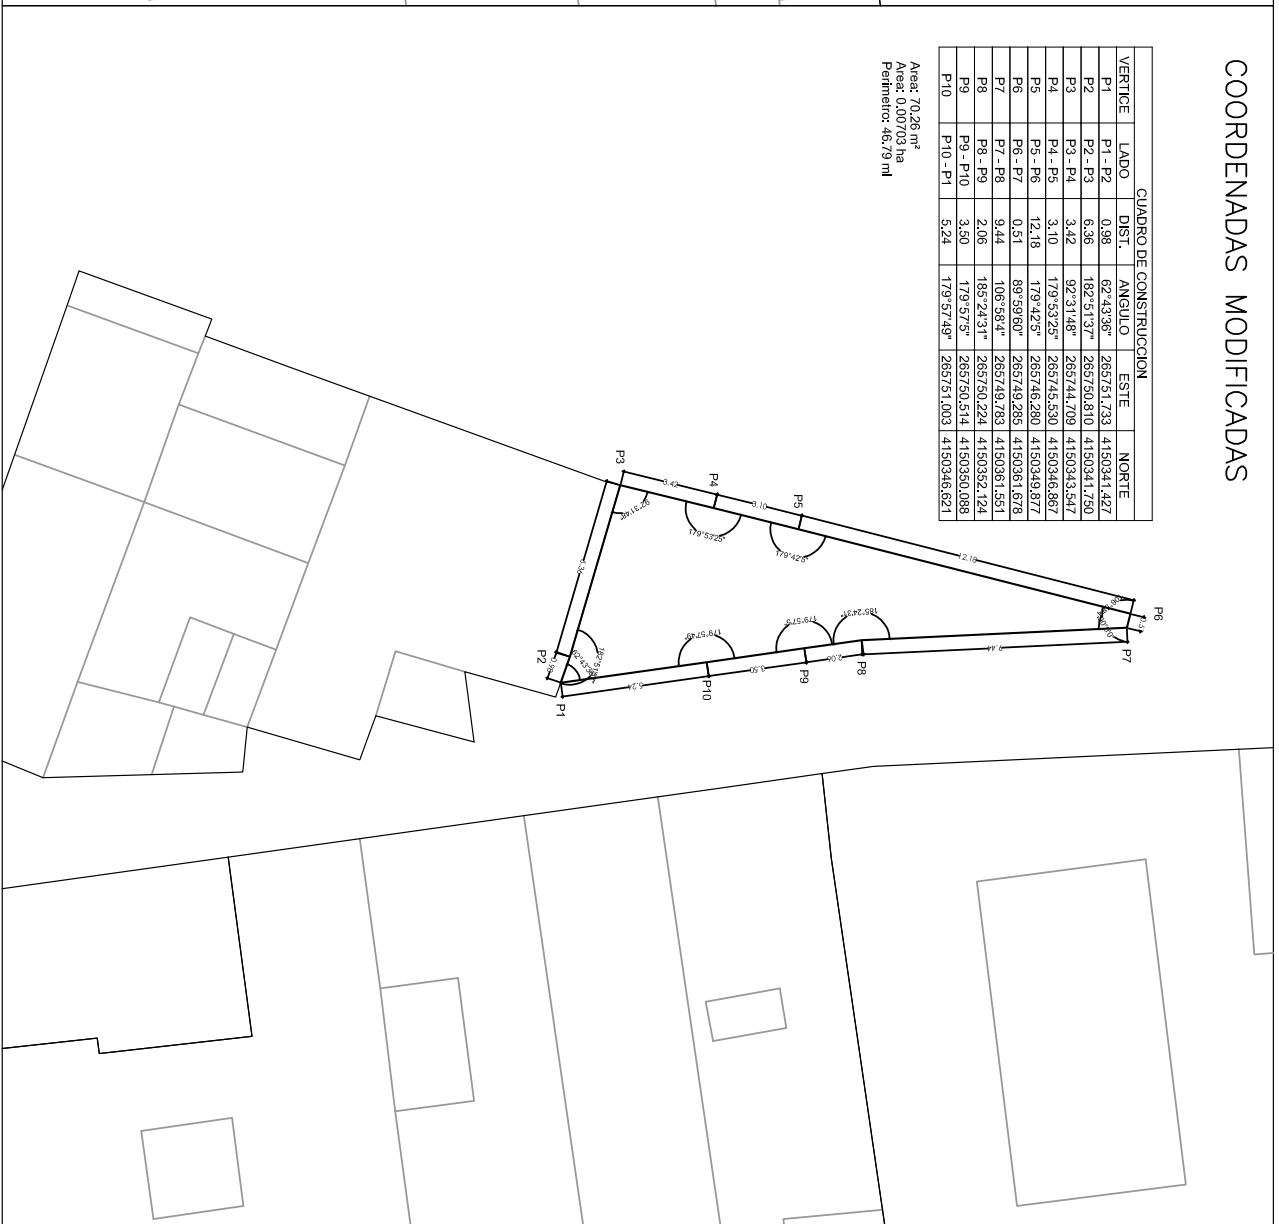 COORDENADAS MODIFICADAS
CUADRO DE CONSTRUCCION
VERTICE LADO DIST. ANGULO ESTE NORTE
P1 P1 - P2 0.98 62°43'36" 265751.733 4150341.427
P2 P2 - P3 6.36 182°51'37" 265750.810 4150341.750
P3 P3 - P4 3.42 92°31'48" 265744.709 4150343.547
P4 P4 - P5 3.10 179°53'25" 265745.530 4150346.867
P5 P5 - P6 12.18 179°42'5" 265746.280 4150349.877
P6 P6 - P7 0.51 89°59'60" 265749.285 4150361.678
P7 P7 - P8 9.44 106°58'4" 265749.783 4150361.551
P8 P8 - P9 2.06 185°24'31" 265750.224 4150352.124
P9 P9 - P10 3.50 179°57'5" 265750.514 4150350.088
P10 P10 - P1 5.24 179°57'49" 265751.003 4150346.621
Area: 70.26 m²
Area: 0.00703 ha
Perimetro: 46.79 ml
P6
0.51
P7
12.18
9.44
P5
179°42'5"
185°24'31"
P8
2.06
179°57'5"
P9
3.10
P4
179°53'25"
3.50
179°57'49"
P10
3.42
P3
92°31'48"
5.24
6.36
P2
0.98
P1